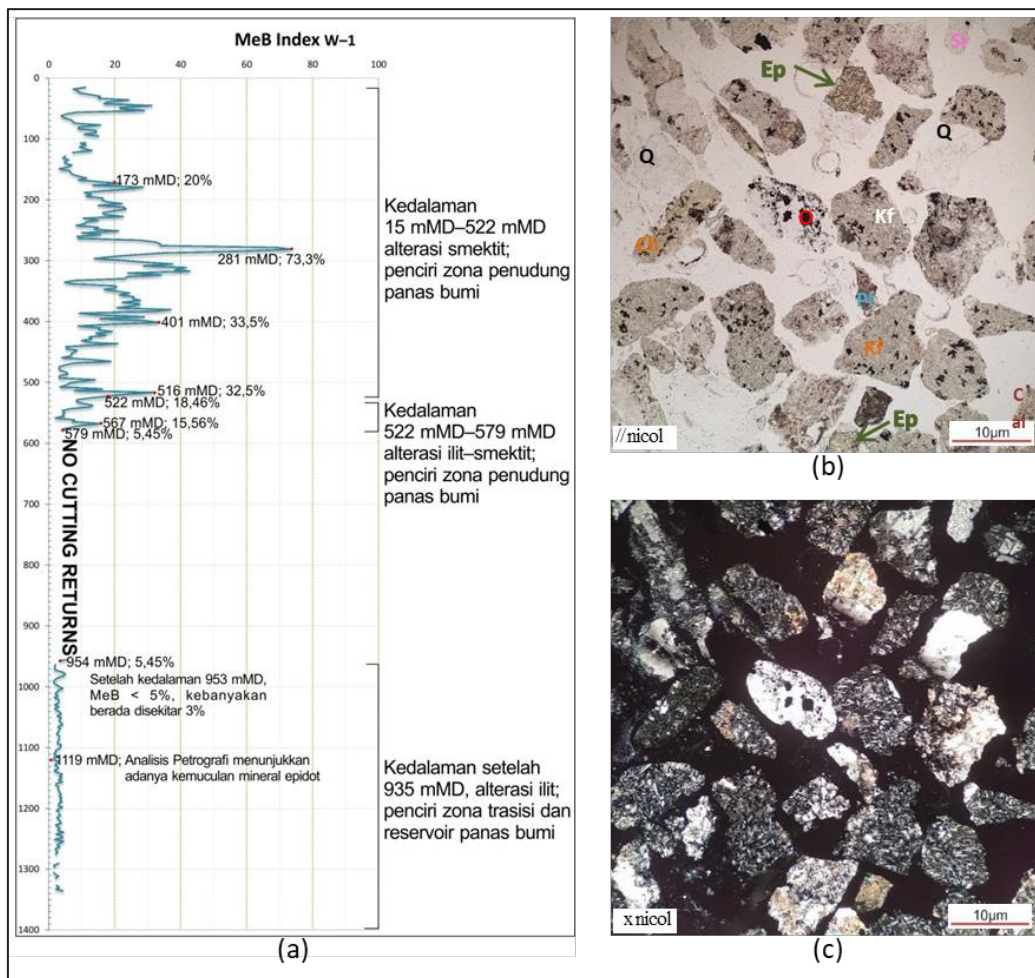 MeB Index W–1
0 20 40 60 80 100
0
100
200
300
400
500
600
700
800
900
1000
1100
1200
1300
1400
173 mMD; 20%
281 mMD; 73,3%
401 mMD; 33,5%
516 mMD; 32,5%
522 mMD; 18,46%
567 mMD; 15,56%
579 mMD; 5,45%
NO CUTTING RETURNS
954 mMD; 5,45%
Setelah kedalaman 953 mMD,
MeB < 5%, kebanyakan
berada disekitar 3%
1119 mMD; Analisis Petrografi menunjukkan
adanya kemuculan mineral epidot
Kedalaman
15 mMD–522 mMD
alterasi smektit;
penciri zona penudung
panas bumi
Kedalaman
522 mMD–579 mMD
alterasi ilit–smektit;
penciri zona penudung
panas bumi
Kedalaman setelah
935 mMD, alterasi ilit;
penciri zona trasisi dan
reservoir panas bumi
(a)
Sr
Ep
Q
Q
O
Kf
Ch
Pl
Kf
C
al
Ep
//nicol
10µm
(b)
x nicol
10µm
(c)